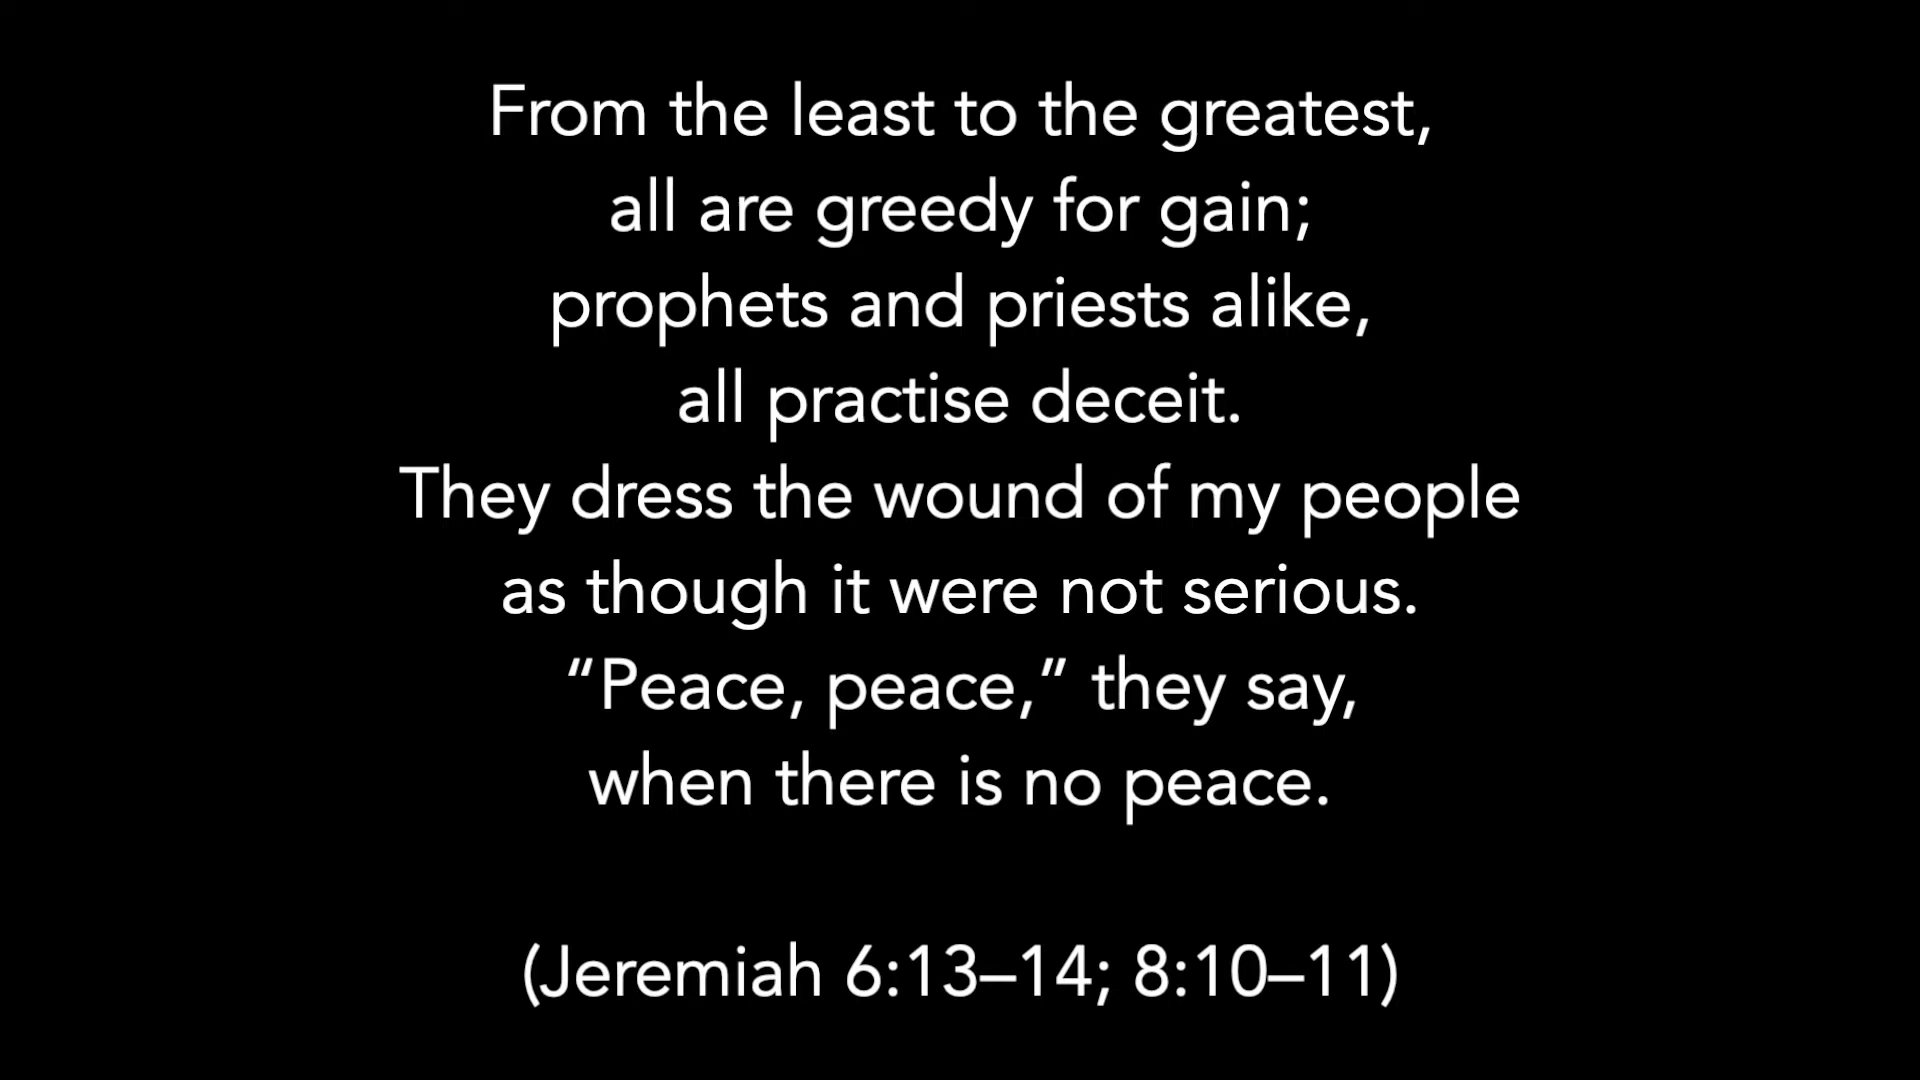 From the least to the greatest,
all are greedy for gain;
prophets and priests alike,
all practise deceit.
They dress the wound of my people
as though it were not serious.
“Peace, peace,” they say,
when there is no peace.
(Jeremiah 6:13–14; 8:10–11)